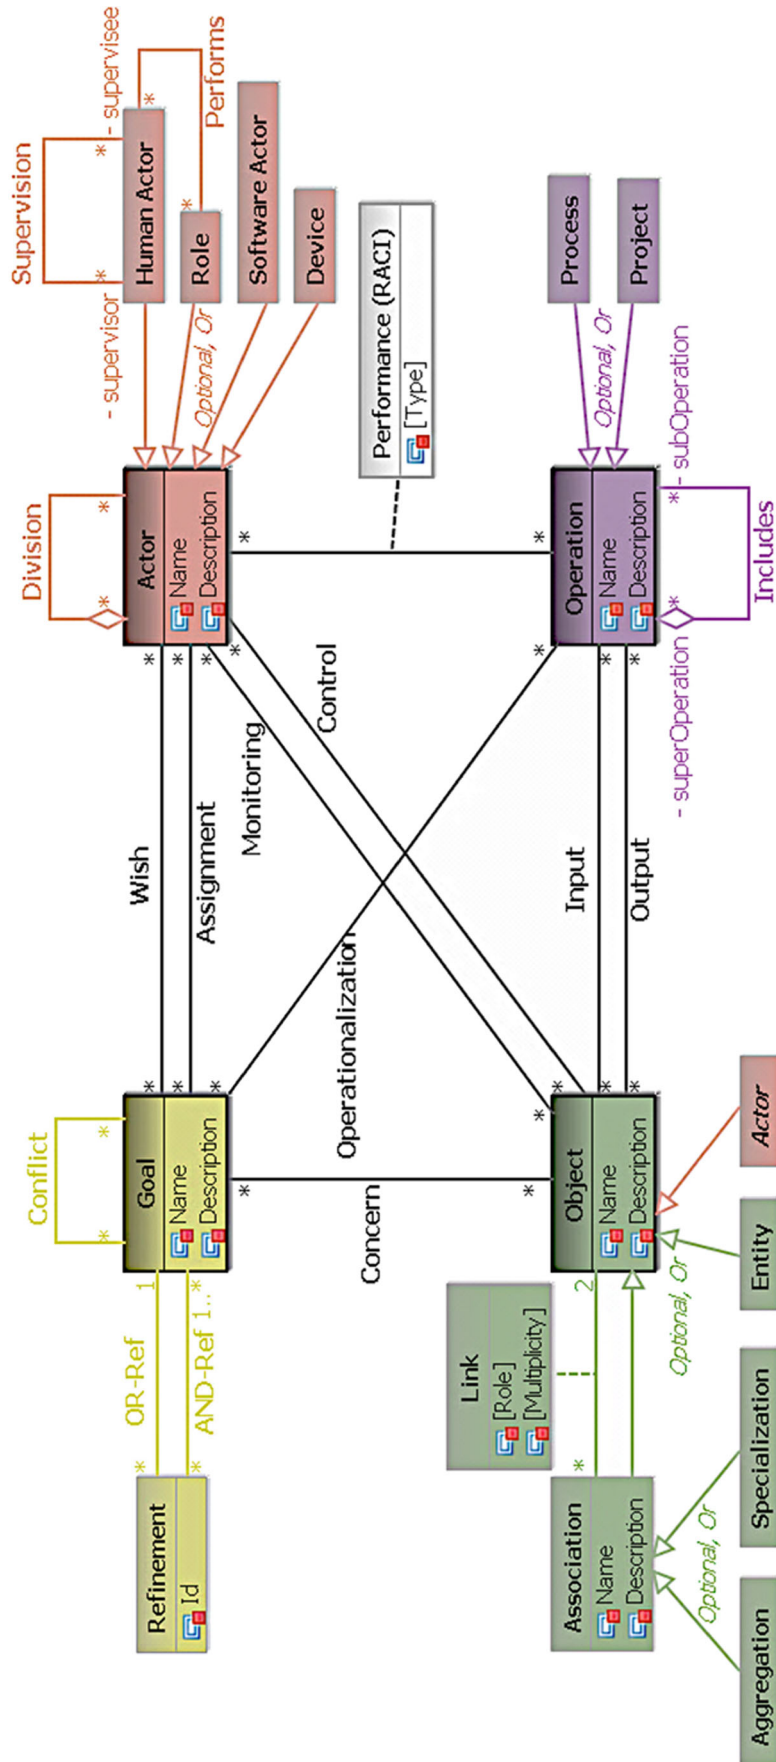 Conflict
*
*
Division
*
*
Supervision
*
*
- supervisor
- supervisee
Refinement
Id
*
OR-Ref
1
*
AND-Ref 1..*
Goal
Name
Description
*
*
*
Wish
Assignment
*
*
*
*
Actor
Name
Description
Human Actor
*
Performs
*
Role
Optional, Or
Software Actor
Device
Monitoring
Control
*
Concern
*
Operationalization
*
Performance (RACI)
[Type]
*
Link
[Role]
[Multiplicity]
Association
Name
Description
*
2
Object
Name
Description
*
*
*
*
Input
Output
*
*
*
Operation
Name
Description
Process
Optional, Or
Project
- superOperation
*
*
- subOperation
Includes
Optional, Or
Optional, Or
Aggregation
Specialization
Entity
Actor